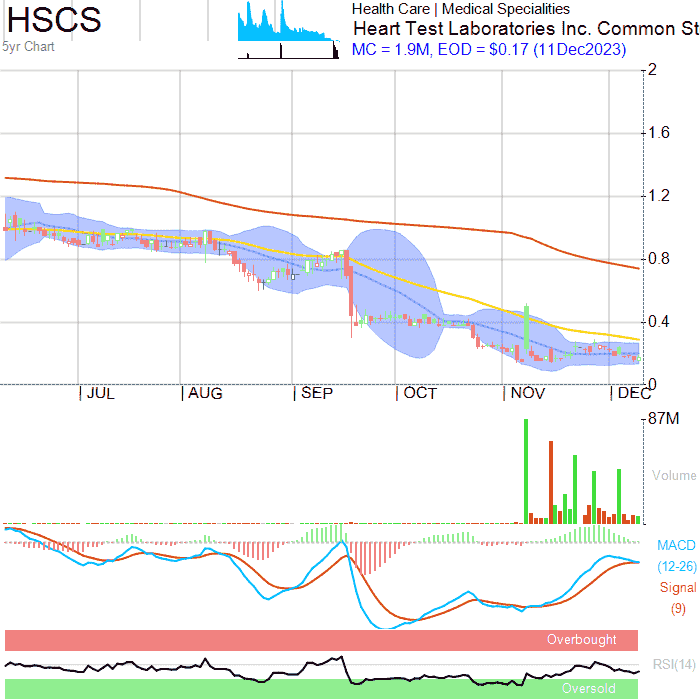 HSCS
5yr Chart
Health Care | Medical Specialities
Heart Test Laboratories Inc. Common St
MC = 1.9M, EOD = $0.17 (11Dec2023)
2
1.6
1.2
0.8
0.4
0
JUL AUG SEP OCT NOV DEC
87M
Volume
MACD
(12-26)
Signal
(9)
Overbought
RSI(14)
Oversold